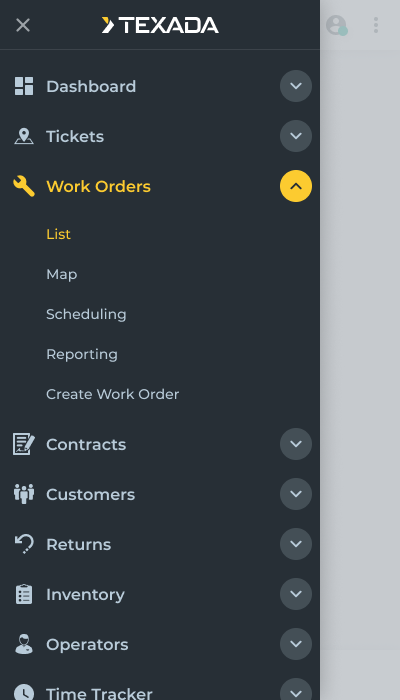 TEXADA
Dashboard
Tickets
Work Orders
List
Map
Scheduling
Reporting
Create Work Order
Contracts
Customers
Returns
Inventory
Operators
Time Tracker